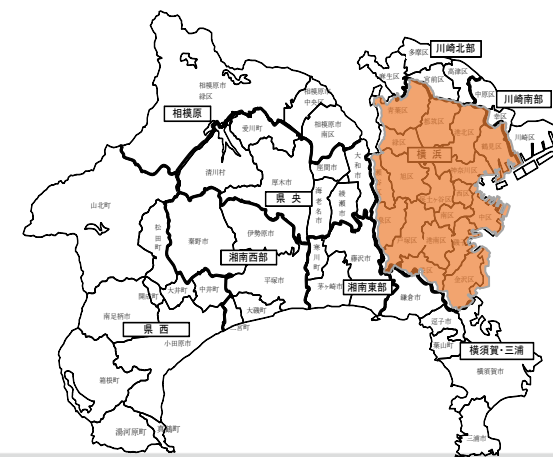 多摩区
川崎北部
麻生区
宮前区
高津区
中原区
川崎南部
幸区
川崎区
相模原市
緑区
相模原市
中央区
相模原
相模原市
南区
愛川町
青葉区
都筑区
港北区
鶴見区
緑区
横 浜
神奈川区
旭区
座間市
大和市
清川村
厚木市
海老名市
綾瀬市
県 央
山北町
松田町
秦野市
伊勢原市
湘南西部
寒川町
藤沢市
南区
中区
戸塚区
港南区
金沢区
茅ヶ崎市
湘南東部
鎌倉市
平塚市
開成町
大井町
中井町
大磯町
二宮町
南足柄市
県 西
小田原市
逗子市
葉山町
横須賀・三浦
横須賀市
箱根町
湯河原町
真鶴町
三浦市